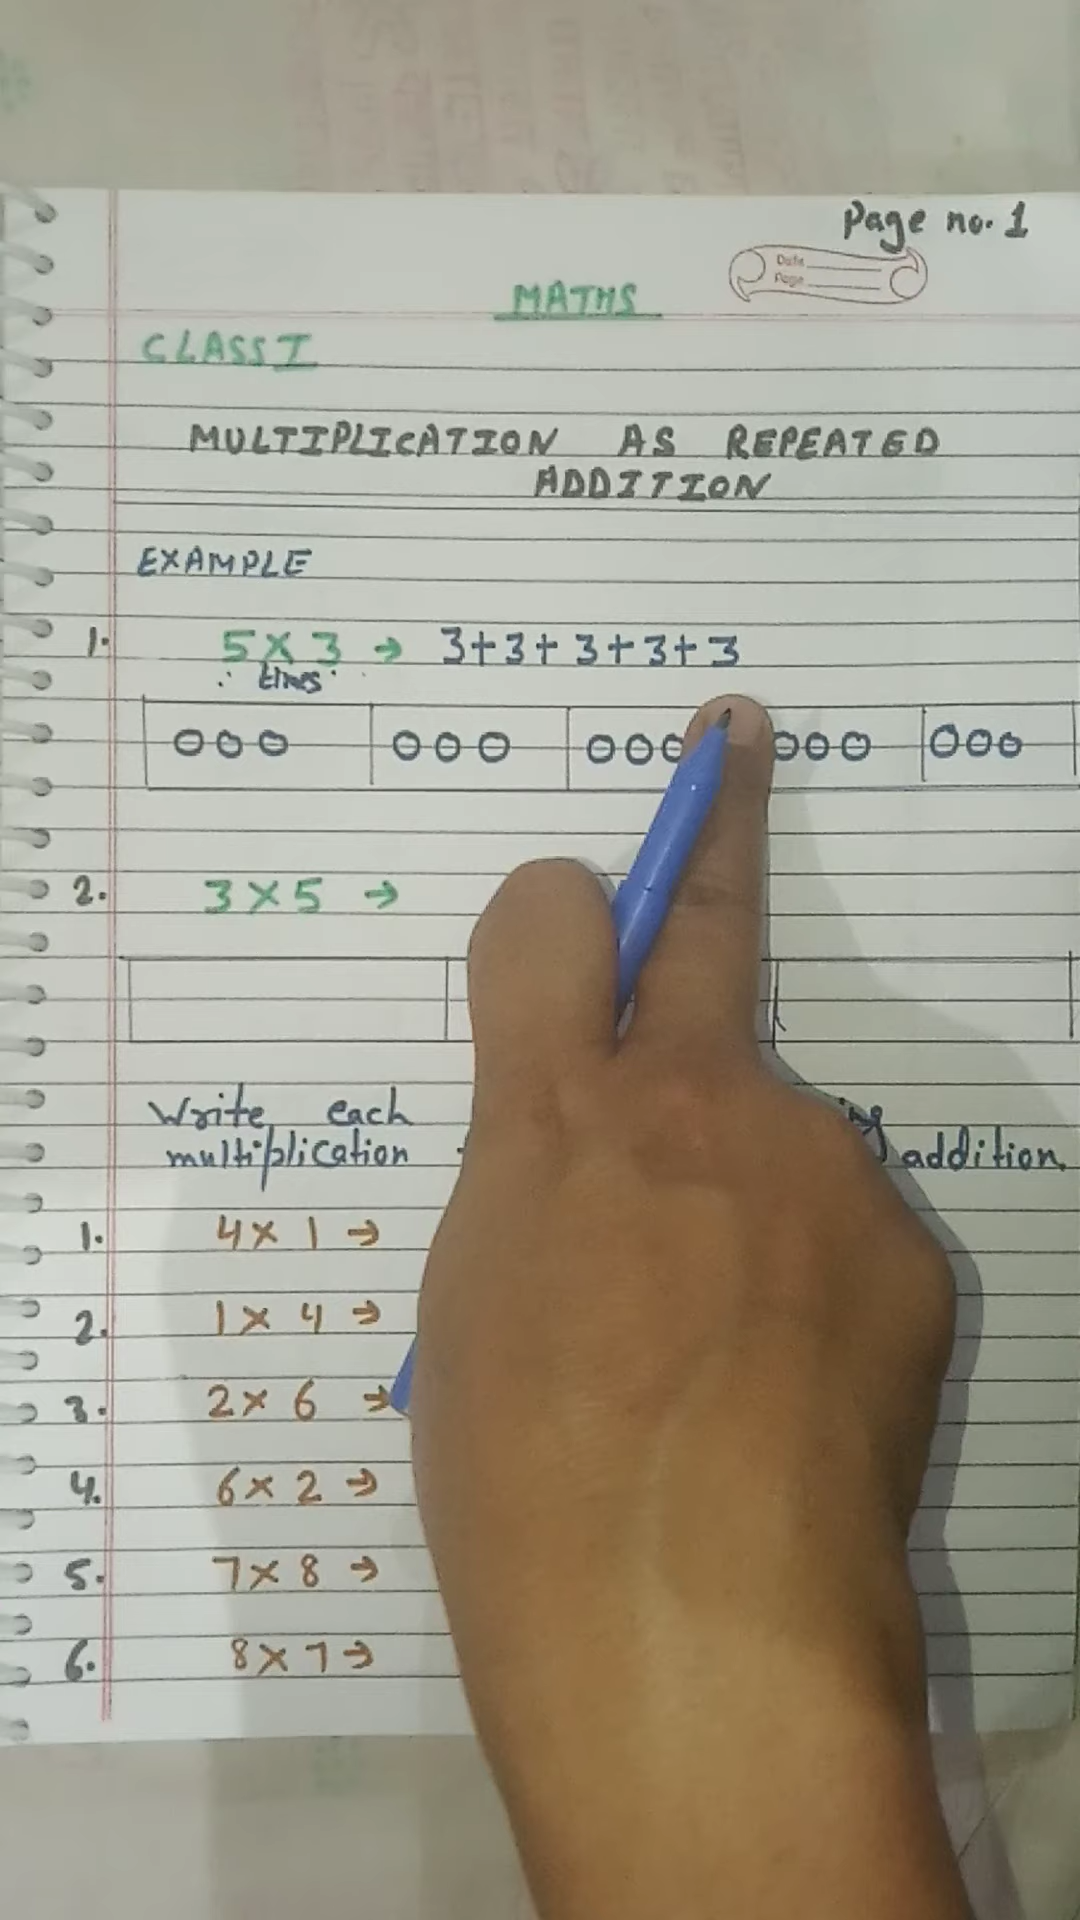 Page no. 1
Date
Page
MATHS
CLASS I
MULTIPLICATION AS REPEATED
ADDITION
EXAMPLE
1. 5 X 3 → 3+3+3+3+3
times
2. 3 X 5 →
Write each
multiplication addition.
1. 4 x 1 →
2. 1 x 4 →
3. 2 x 6 →
4. 6 x 2 →
5. 7 x 8 →
6. 8 x 7 →